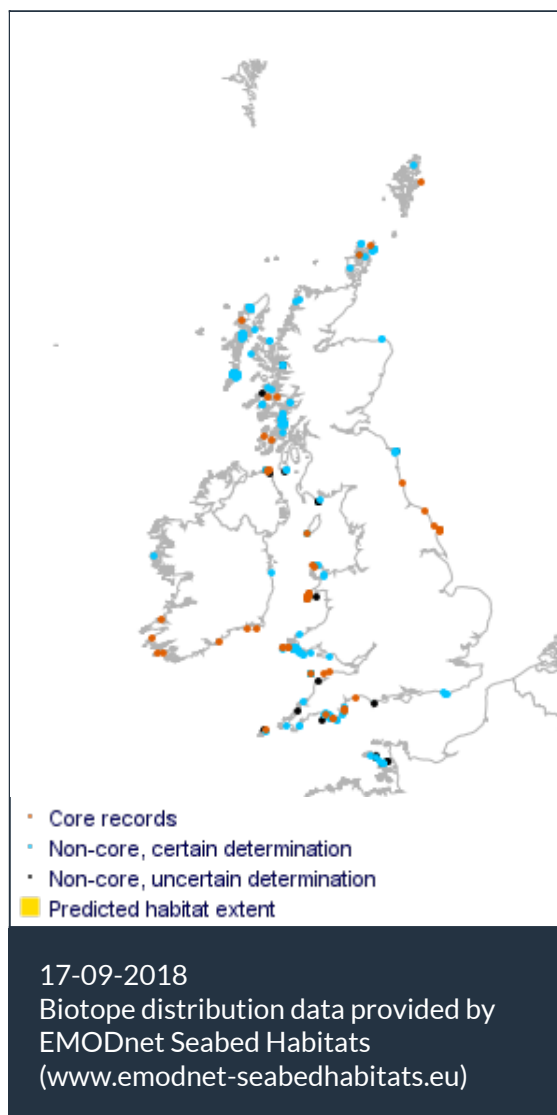 Core records
Non-core, certain determination
Non-core, uncertain determination
Predicted habitat extent
17-09-2018
Biotope distribution data provided by
EMODnet Seabed Habitats
(www.emodnet-seabedhabitats.eu)